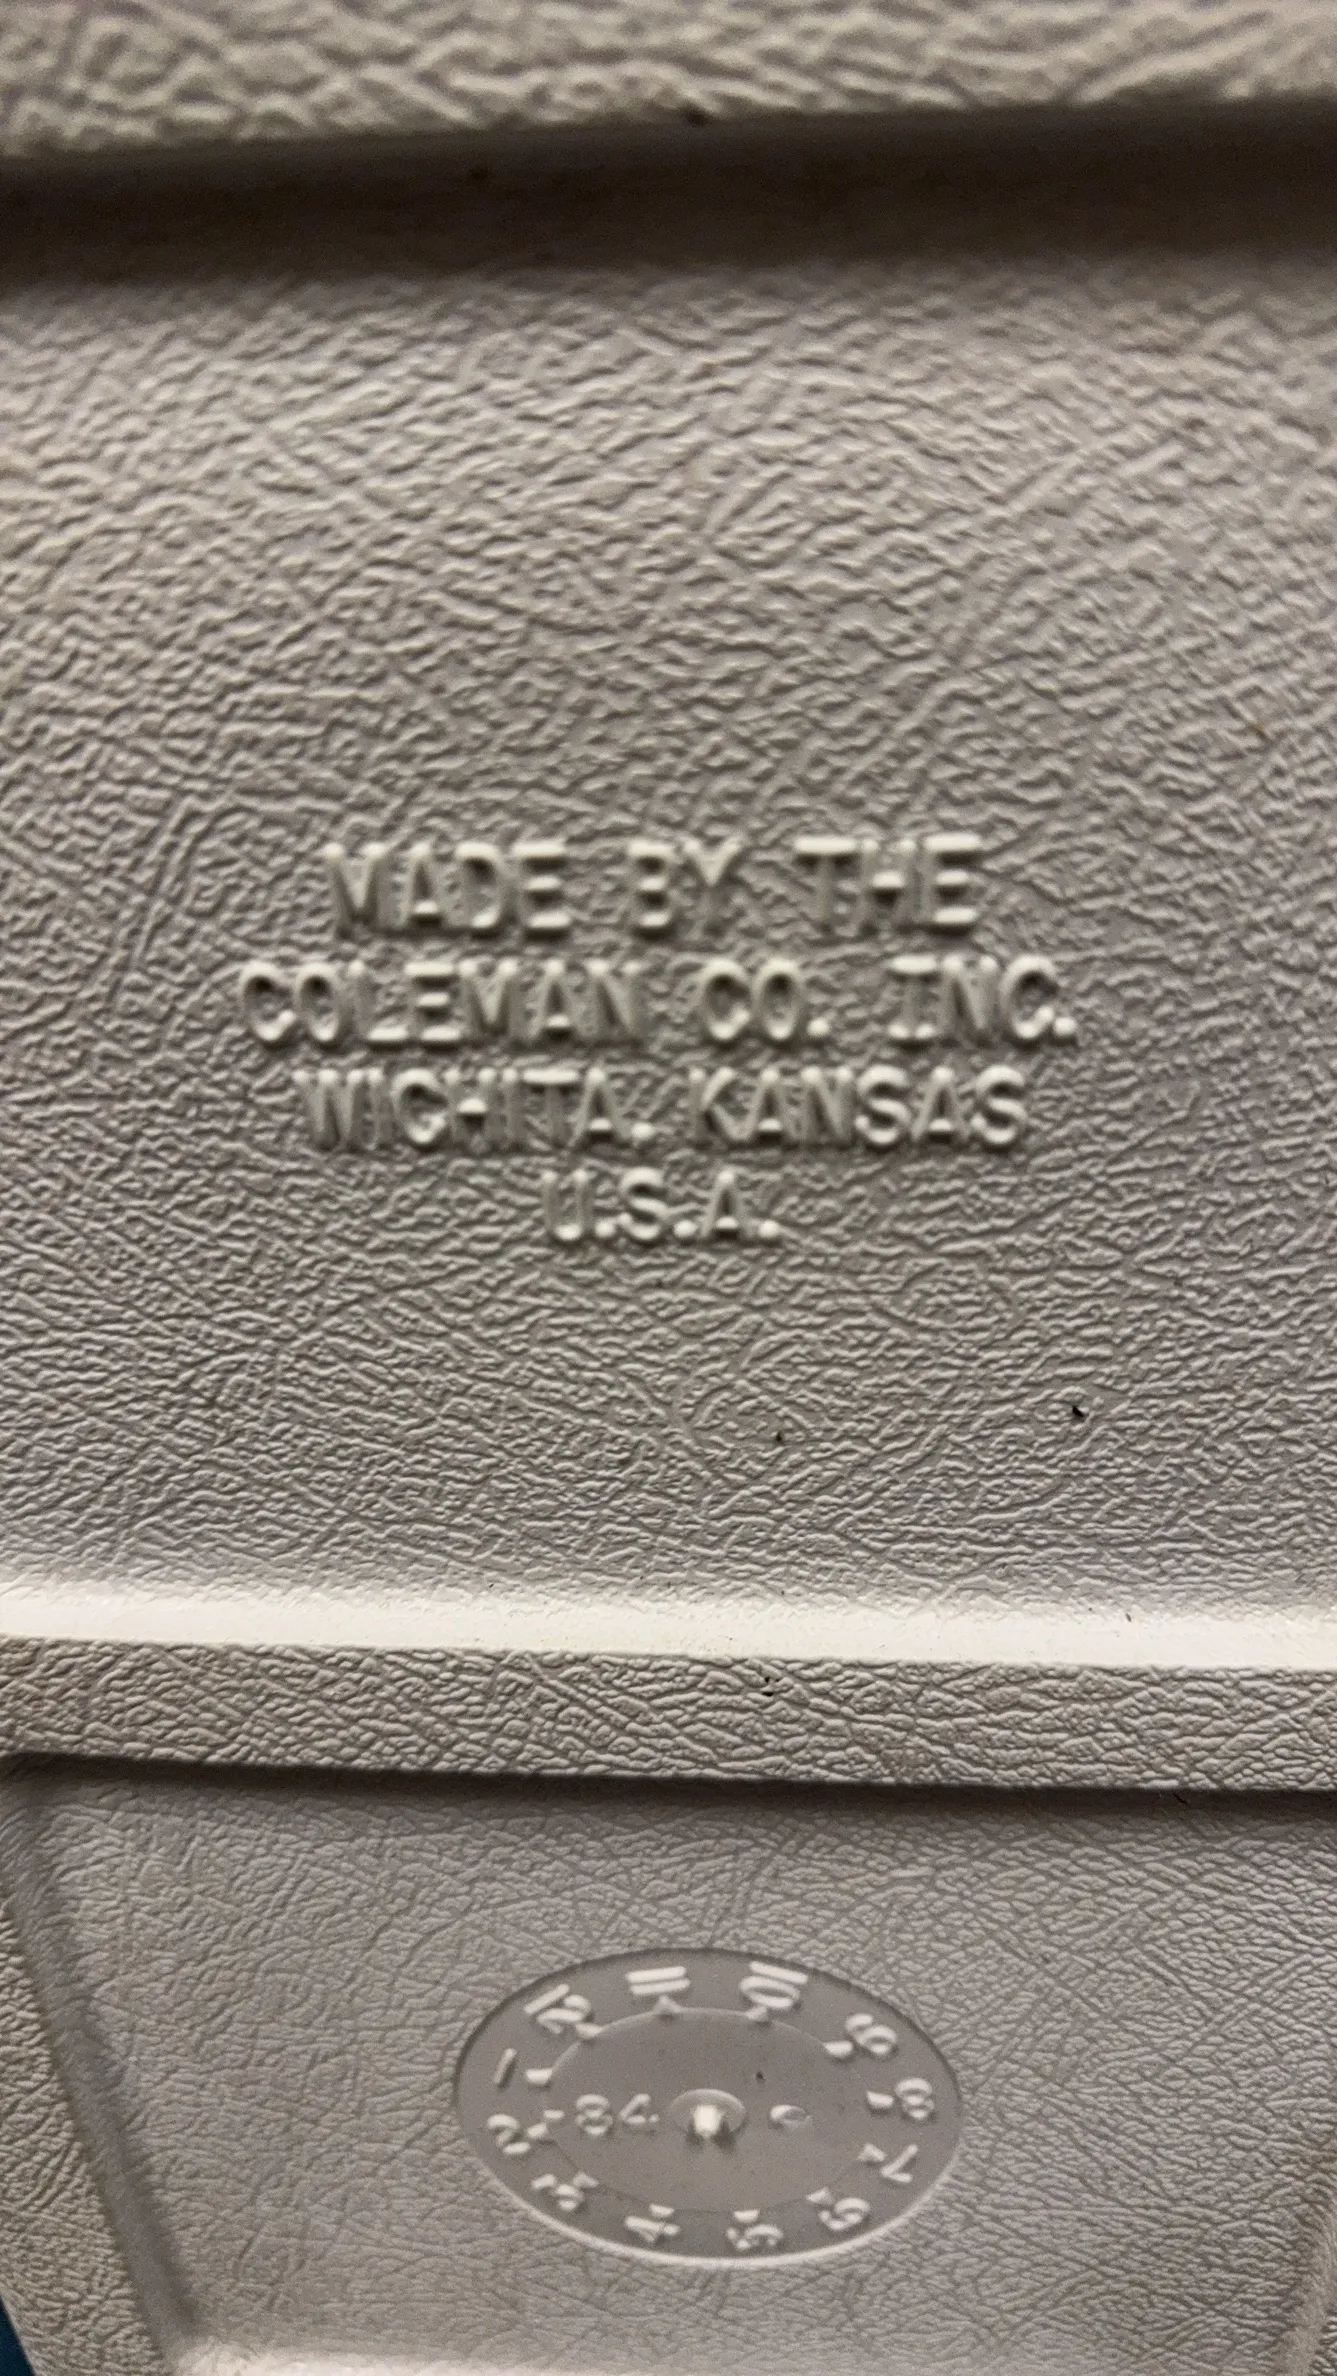 MADE BY THE
COLEMAN CO. INC.
WICHITA, KANSAS
U.S.A.
12 11 10 9 8 7 6 5 4 3 2 1